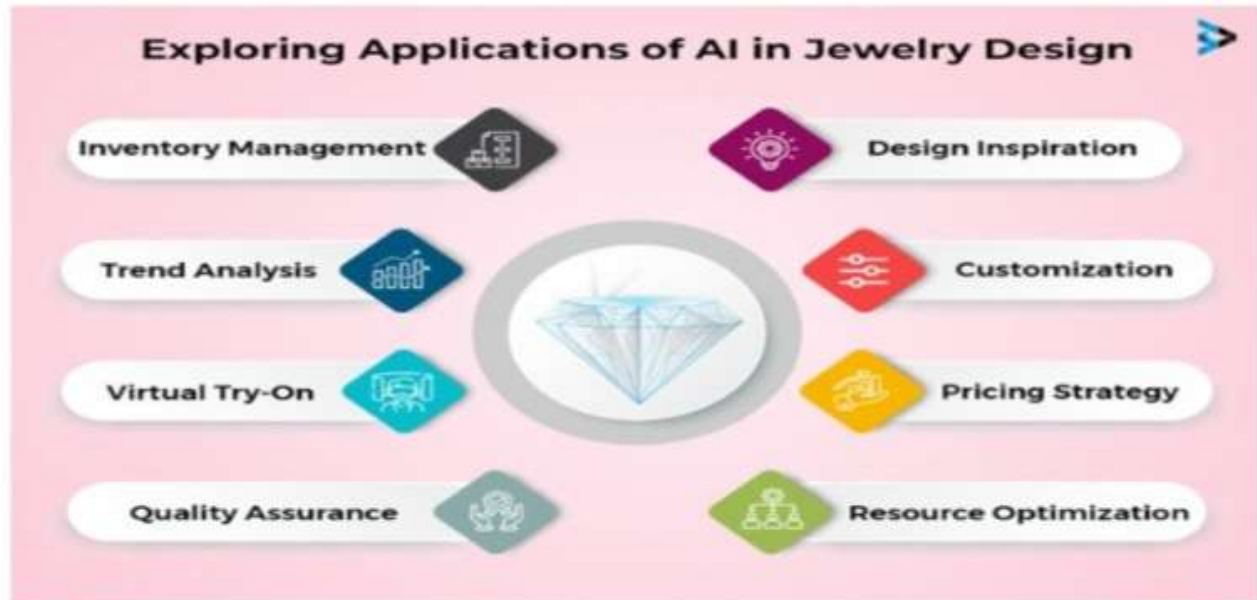 Exploring Applications of AI in Jewelry Design
Inventory Management
Design Inspiration
Trend Analysis
Customization
Virtual Try-On
Pricing Strategy
Quality Assurance
Resource Optimization